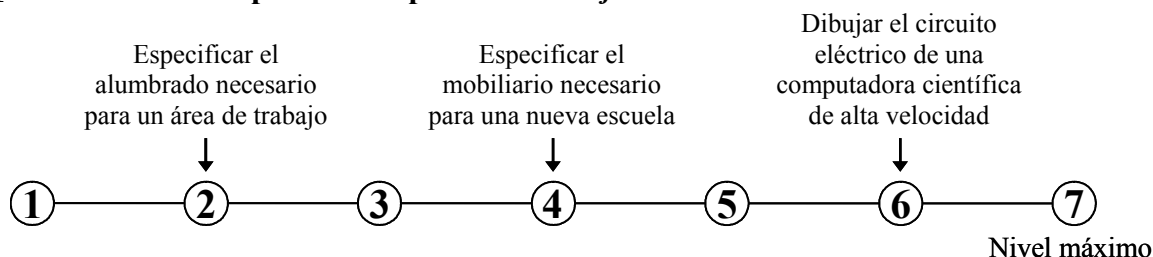 Especificar el
alumbrado necesario
para un área de trabajo
Especificar el
mobiliario necesario
para una nueva escuela
Dibujar el circuito
eléctrico de una
computadora científica
de alta velocidad
1 2 3 4 5 6 7
Nivel máximo